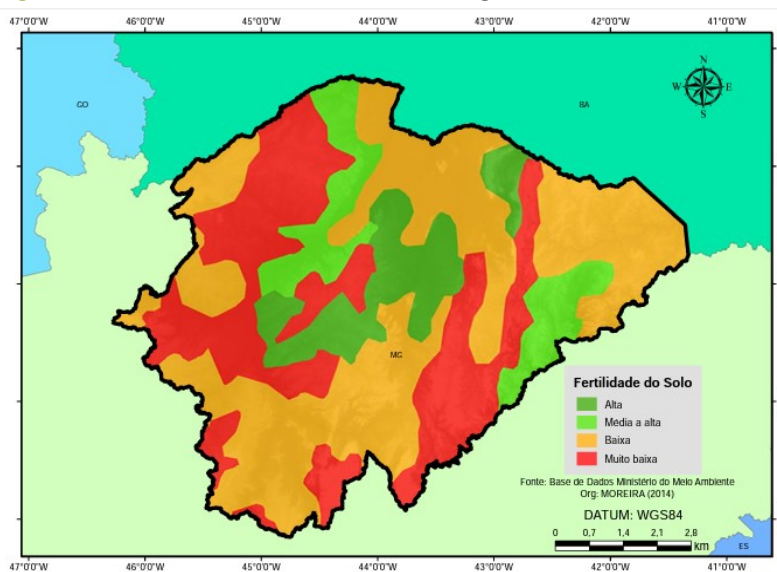 47°0'0"W 46°0'0"W 45°0'0"W 44°0'0"W 43°0'0"W 42°0'0"W 41°0'0"W
N
W E
S
GO
BA
MG
Fertilidade do Solo
Alta
Média a alta
Baixa
Muito baixa
Fonte: Base de Dados Ministério do Meio Ambiente
Org: MOREIRA (2014)
DATUM: WGS84
0 0,7 1,4 2,1 2,8
km
ES
47°0'0"W 46°0'0"W 45°0'0"W 44°0'0"W 43°0'0"W 42°0'0"W 41°0'0"W